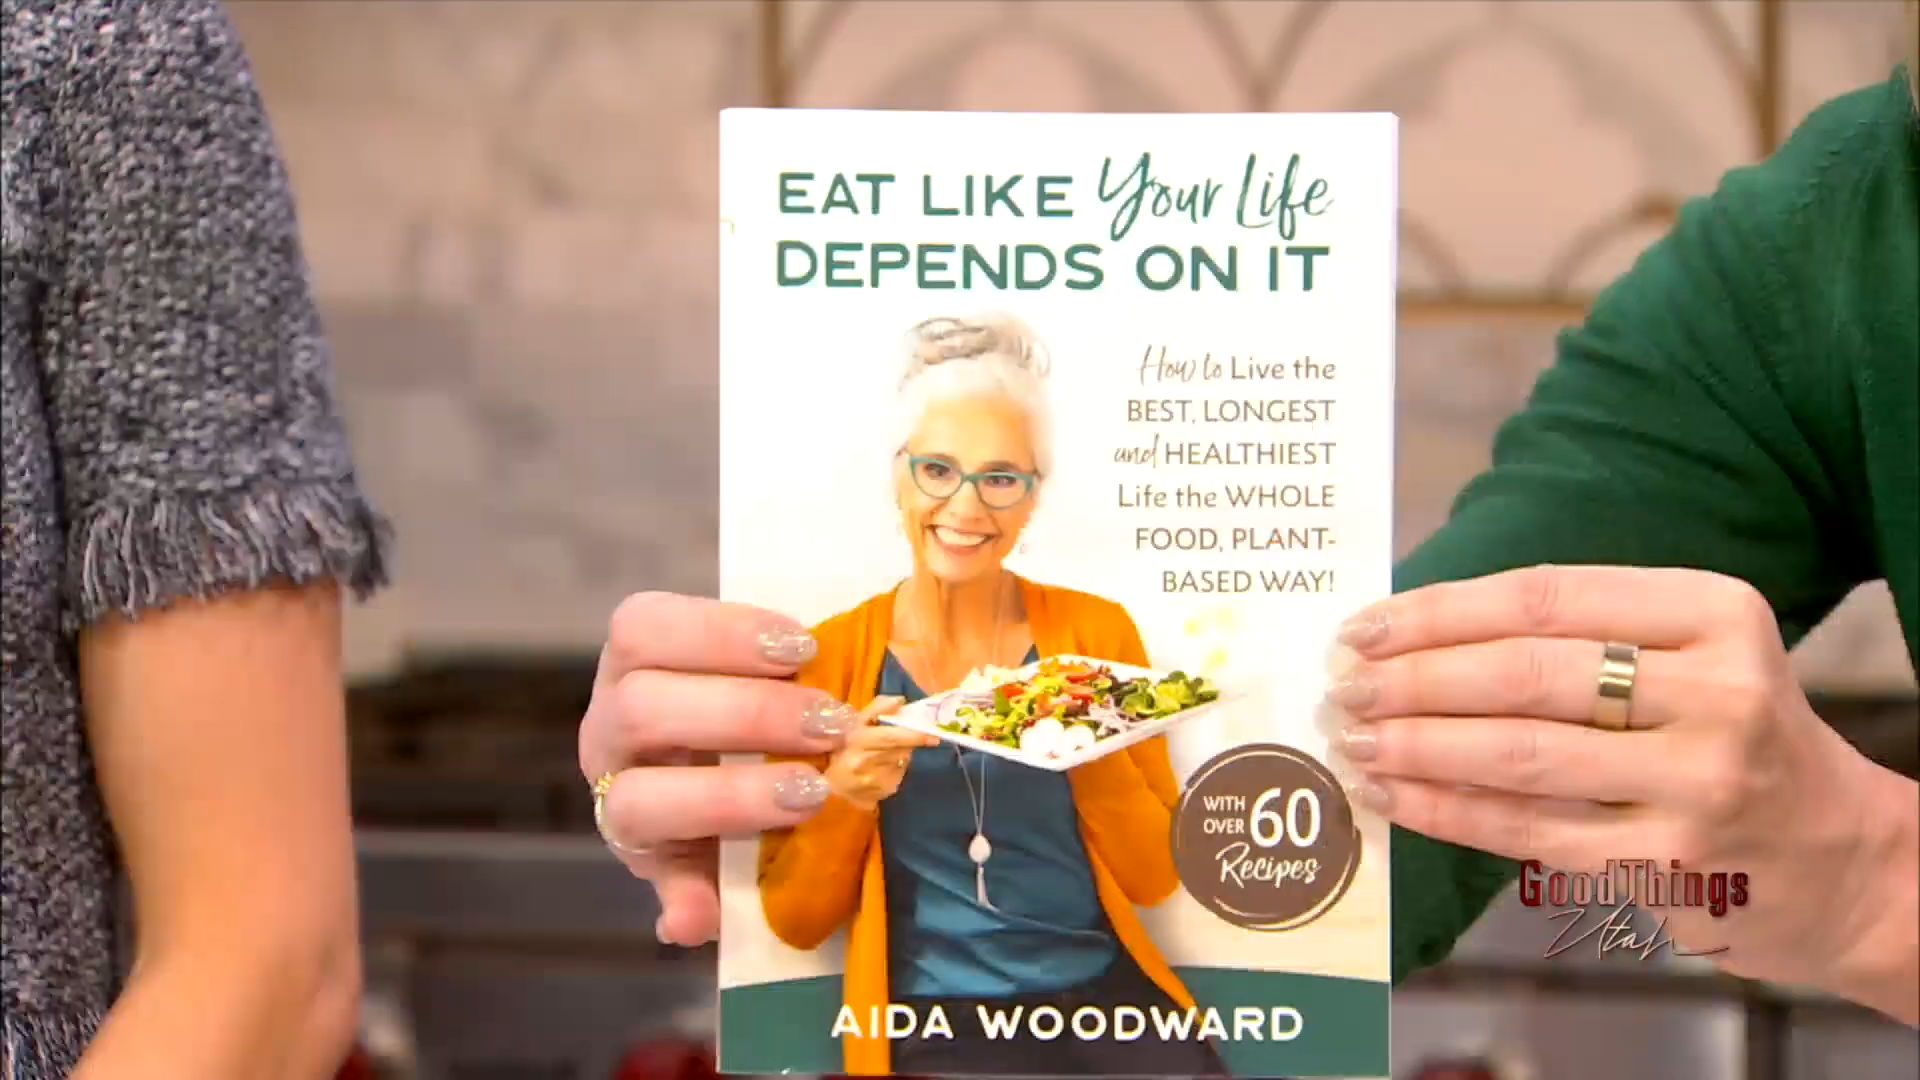 EAT LIKE Your Life
DEPENDS ON IT
How to Live the
BEST, LONGEST
and HEALTHIEST
Life the WHOLE
FOOD, PLANT-
BASED WAY!
WITH
OVER 60
Recipes
AIDA WOODWARD
GoodThings
Utah